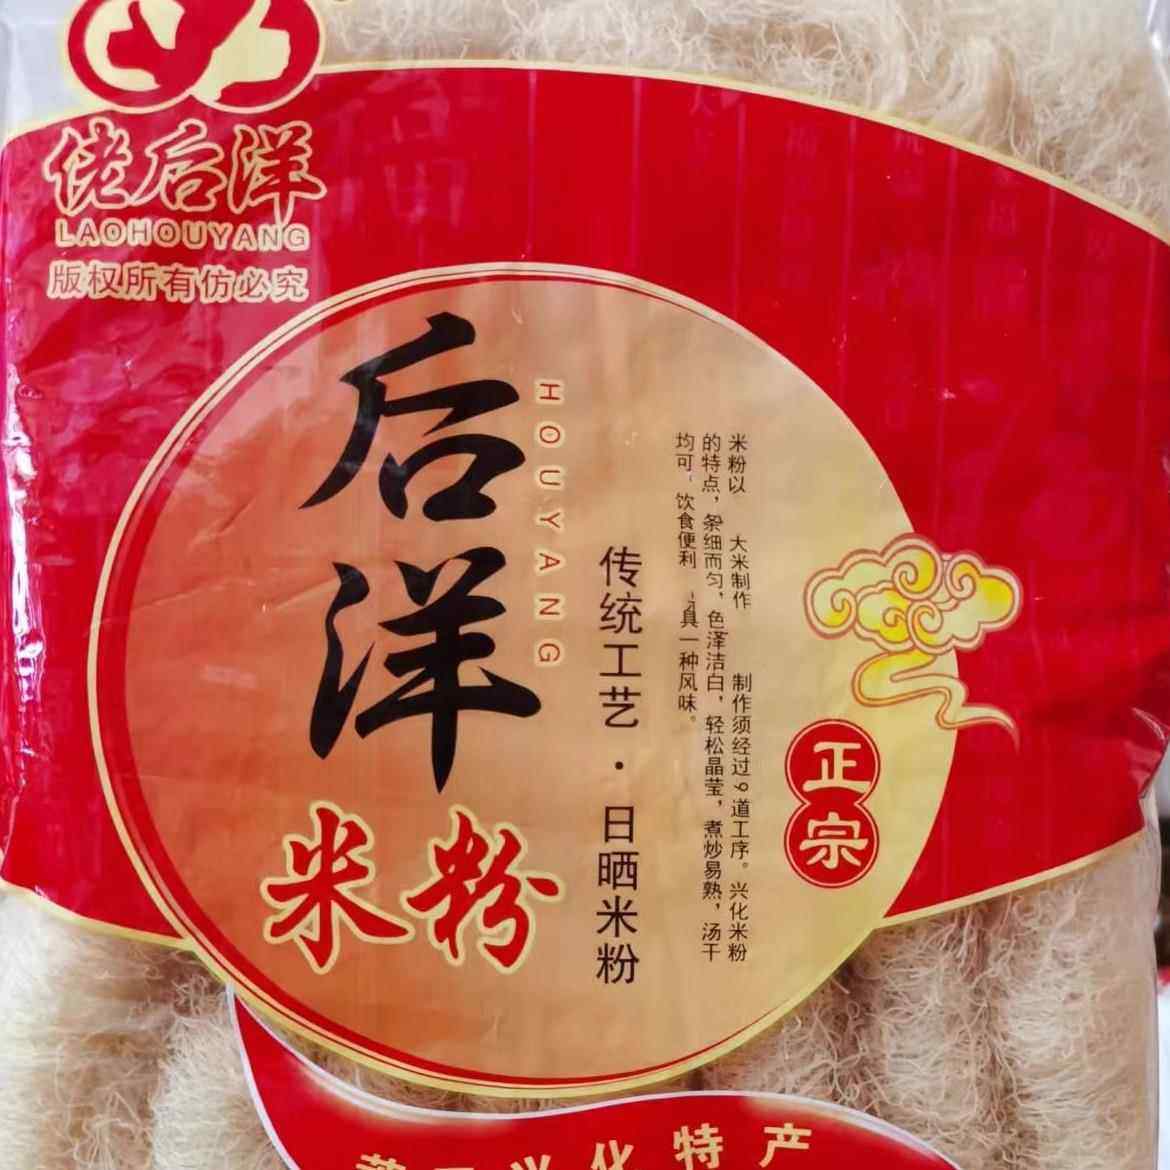 佬后洋
LAOHOUYANG
版权所有仿必究
后洋
HOUYANG
米粉
传统工艺·日晒米粉
米粉以 大米制作 制作须经过9道工序。兴化米粉
的特点，条细而匀，色泽洁白，轻松晶莹，煮炒易熟，汤干
均可，饮食便利 具一种风味。
正宗
兴化特产